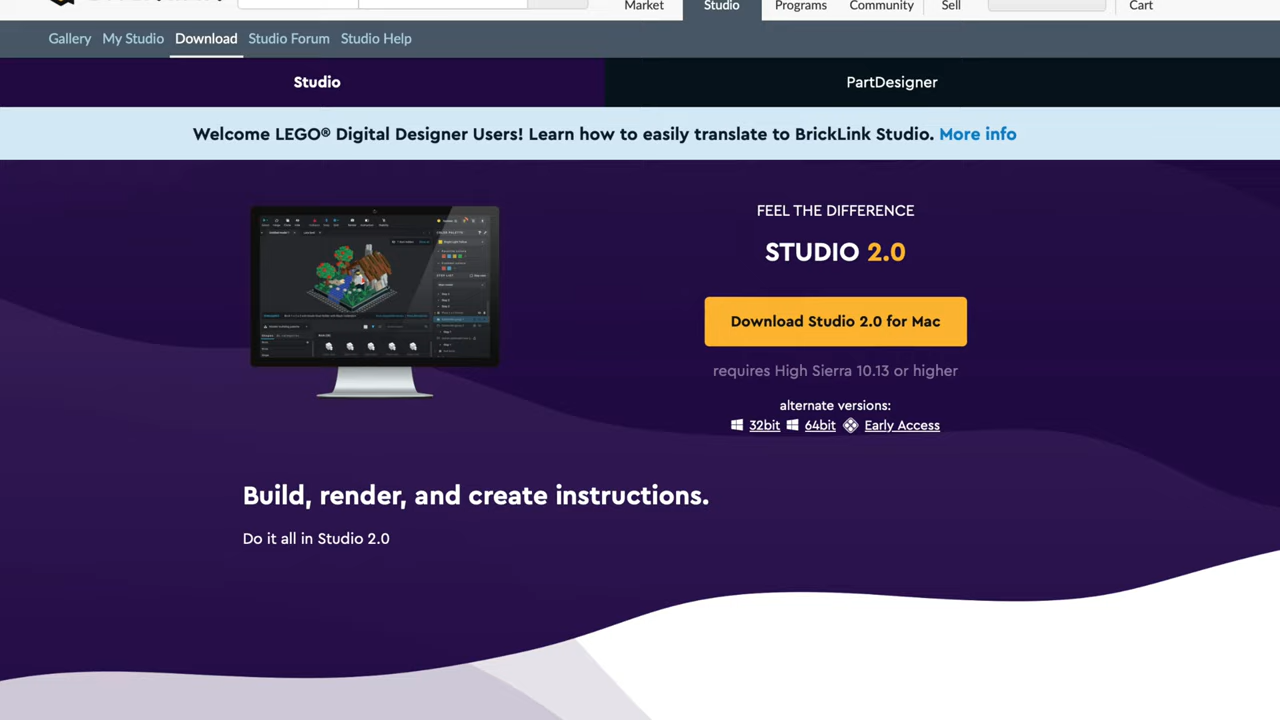 Market Studio Programs Community Sell Cart
Gallery My Studio Download Studio Forum Studio Help
Studio PartDesigner
Welcome LEGO® Digital Designer Users! Learn how to easily translate to BrickLink Studio. More info
FEEL THE DIFFERENCE
STUDIO 2.0
Download Studio 2.0 for Mac
requires High Sierra 10.13 or higher
alternate versions:
32bit 64bit Early Access
Build, render, and create instructions.
Do it all in Studio 2.0